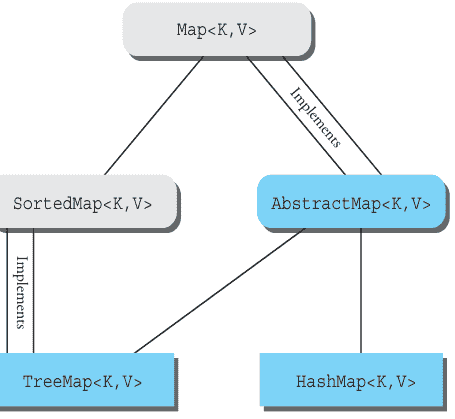 Map<K,V>
Implements
SortedMap<K,V>
AbstractMap<K,V>
Implements
TreeMap<K,V>
HashMap<K,V>